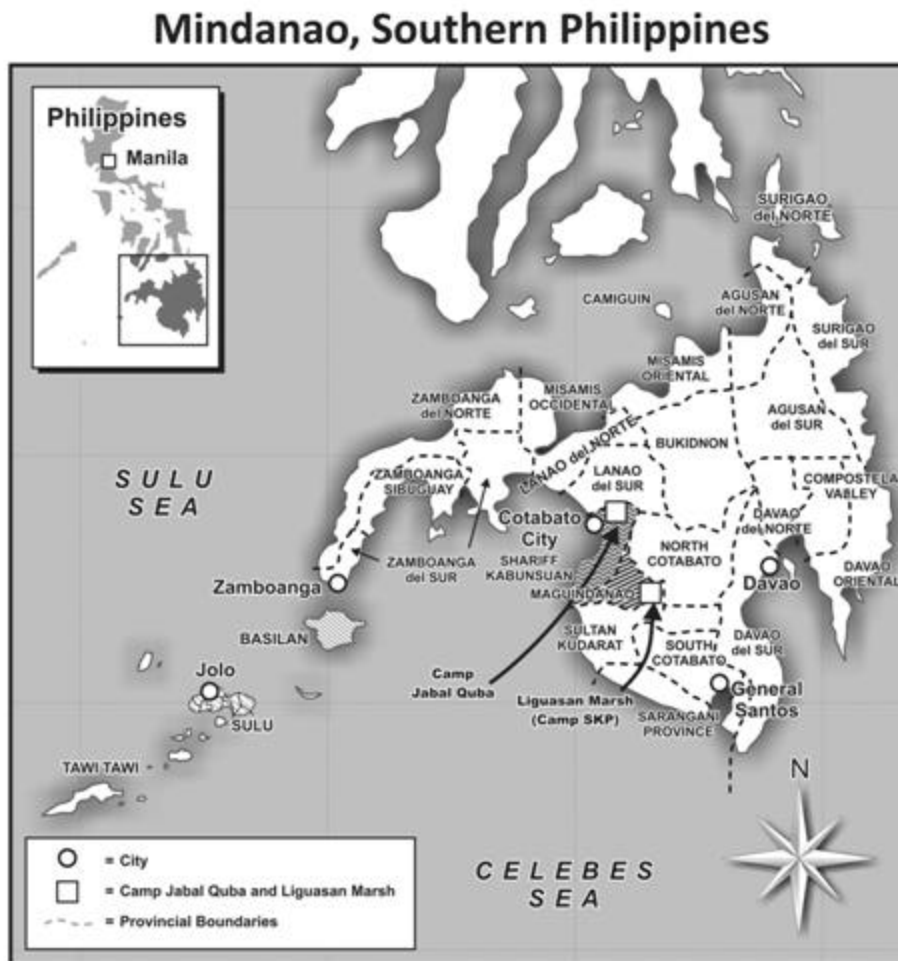 Mindanao, Southern Philippines
Philippines
Manila
SURIGAO
del NORTE
CAMIGUIN
AGUSAN
del NORTE
SURIGAO
del SUR
MISAMIS
ORIENTAL
MISAMIS
OCCIDENTAL
ZAMBOANGA
del NORTE
AGUSAN
del SUR
BUKIDNON
LANAO del NORTE
LANAO
del SUR
ZAMBOANGA
SIBUGUAY
COMPOSTELA
VALLEY
SULU
SEA
DAVAO
del NORTE
Cotabato
City
NORTH
COTABATO
SHARIFF
KABUNSUAN
ZAMBOANGA
del SUR
DAVAO
ORIENTAL
Davao
Zamboanga
MAGUINDANAO
BASILAN
SULTAN
KUDARAT
SOUTH
COTABATO
DAVAO
del SUR
Jolo
Camp
Jabal Quba
General
Santos
Liguasan Marsh
(Camp SKP)
SARANGANI
PROVINCE
SULU
TAWI TAWI
N
CELEBES
SEA
= City
= Camp Jabal Quba and Liguasan Marsh
= Provincial Boundaries